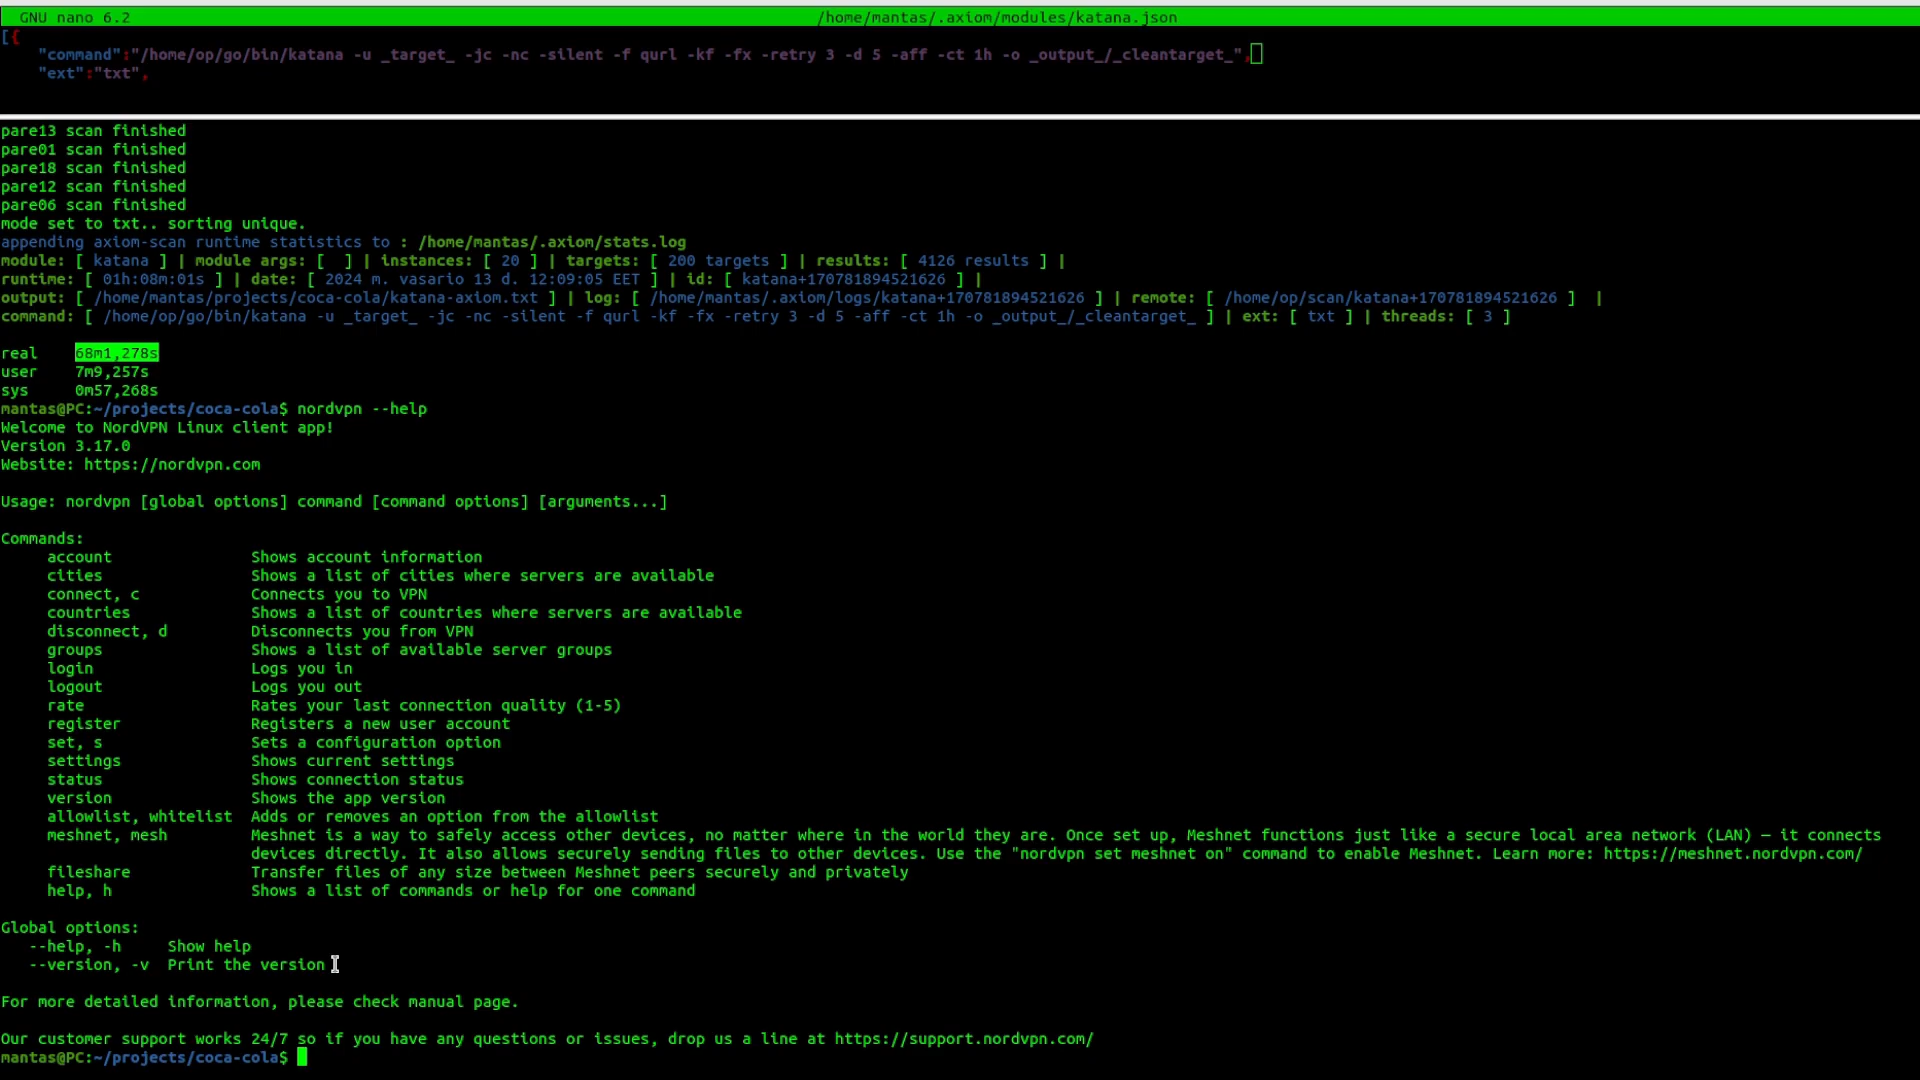 GNU nano 6.2 /home/mantas/.axiom/modules/katana.json
[{
"command":"/home/op/go/bin/katana -u _target_ -jc -nc -silent -f qurl -kf -fx -retry 3 -d 5 -aff -ct 1h -o _output_/_cleantarget_",
"ext":"txt",
pare13 scan finished
pare01 scan finished
pare18 scan finished
pare12 scan finished
pare06 scan finished
mode set to txt.. sorting unique.
appending axiom-scan runtime statistics to : /home/mantas/.axiom/stats.log
module: [ katana ] | module args: [  ] | instances: [ 20 ] | targets: [ 200 targets ] | results: [ 4126 results ] |
runtime: [ 01h:08m:01s ] | date: [ 2024 m. vasario 13 d. 12:09:05 EET ] | id: [ katana+170781894521626 ] |
output: [ /home/mantas/projects/coca-cola/katana-axiom.txt ] | log: [ /home/mantas/.axiom/logs/katana+170781894521626 ] | remote: [ /home/op/scan/katana+170781894521626 ]  |
command: [ /home/op/go/bin/katana -u _target_ -jc -nc -silent -f qurl -kf -fx -retry 3 -d 5 -aff -ct 1h -o _output_/_cleantarget_ ] | ext: [ txt ] | threads: [ 3 ]
real 68m1,278s
user 7m9,257s
sys 0m57,268s
mantas@PC:~/projects/coca-cola$ nordvpn --help
Welcome to NordVPN Linux client app!
Version 3.17.0
Website: https://nordvpn.com
Usage: nordvpn [global options] command [command options] [arguments...]
Commands:
account Shows account information
cities Shows a list of cities where servers are available
connect, c Connects you to VPN
countries Shows a list of countries where servers are available
disconnect, d Disconnects you from VPN
groups Shows a list of available server groups
login Logs you in
logout Logs you out
rate Rates your last connection quality (1-5)
register Registers a new user account
set, s Sets a configuration option
settings Shows current settings
status Shows connection status
version Shows the app version
allowlist, whitelist Adds or removes an option from the allowlist
meshnet, mesh Meshnet is a way to safely access other devices, no matter where in the world they are. Once set up, Meshnet functions just like a secure local area network (LAN) — it connects
devices directly. It also allows securely sending files to other devices. Use the "nordvpn set meshnet on" command to enable Meshnet. Learn more: https://meshnet.nordvpn.com/
fileshare Transfer files of any size between Meshnet peers securely and privately
help, h Shows a list of commands or help for one command
Global options:
--help, -h Show help
--version, -v Print the version
For more detailed information, please check manual page.
Our customer support works 24/7 so if you have any questions or issues, drop us a line at https://support.nordvpn.com/
mantas@PC:~/projects/coca-cola$